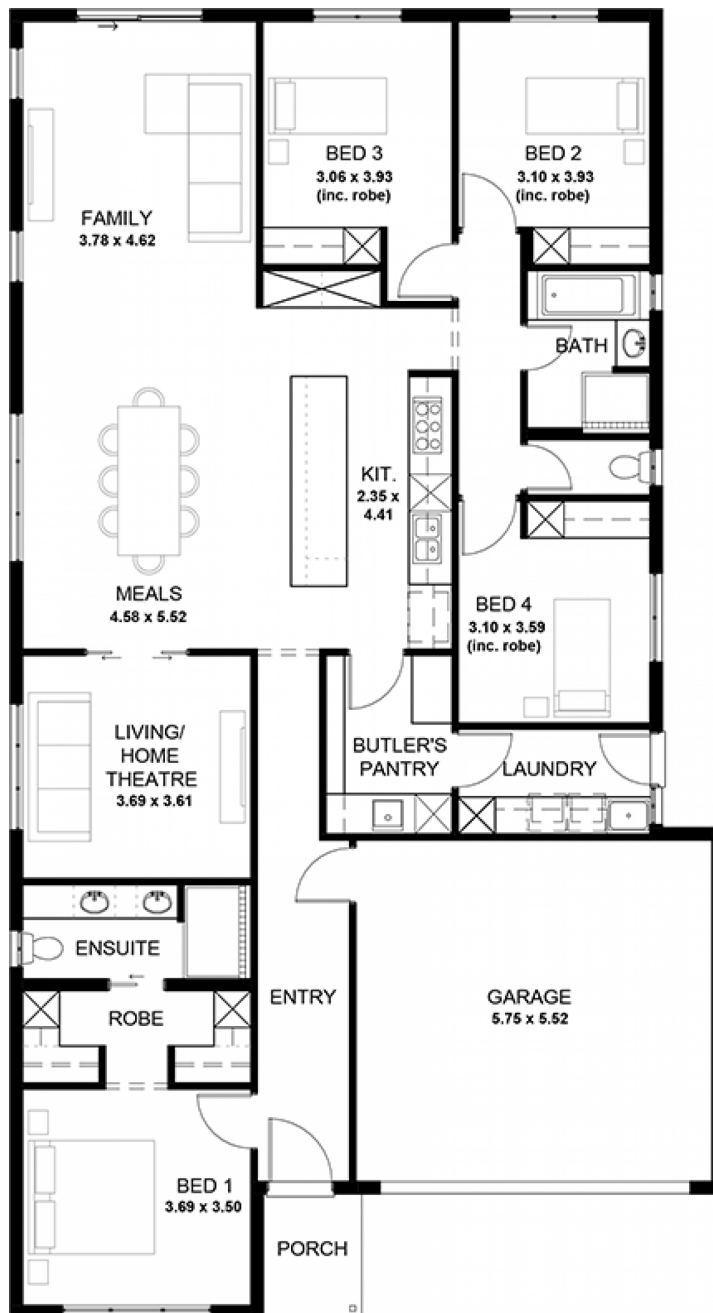 BED 3
3.06 x 3.93
(inc. robe)
BED 2
3.10 x 3.93
(inc. robe)
FAMILY
3.78 x 4.62
BATH
KIT.
2.35 x
4.41
MEALS
4.58 x 5.52
BED 4
3.10 x 3.59
(inc. robe)
LIVING/
HOME
THEATRE
3.69 x 3.61
BUTLER'S
PANTRY
LAUNDRY
ENSUITE
ROBE
ENTRY
GARAGE
5.75 x 5.52
BED 1
3.69 x 3.50
PORCH